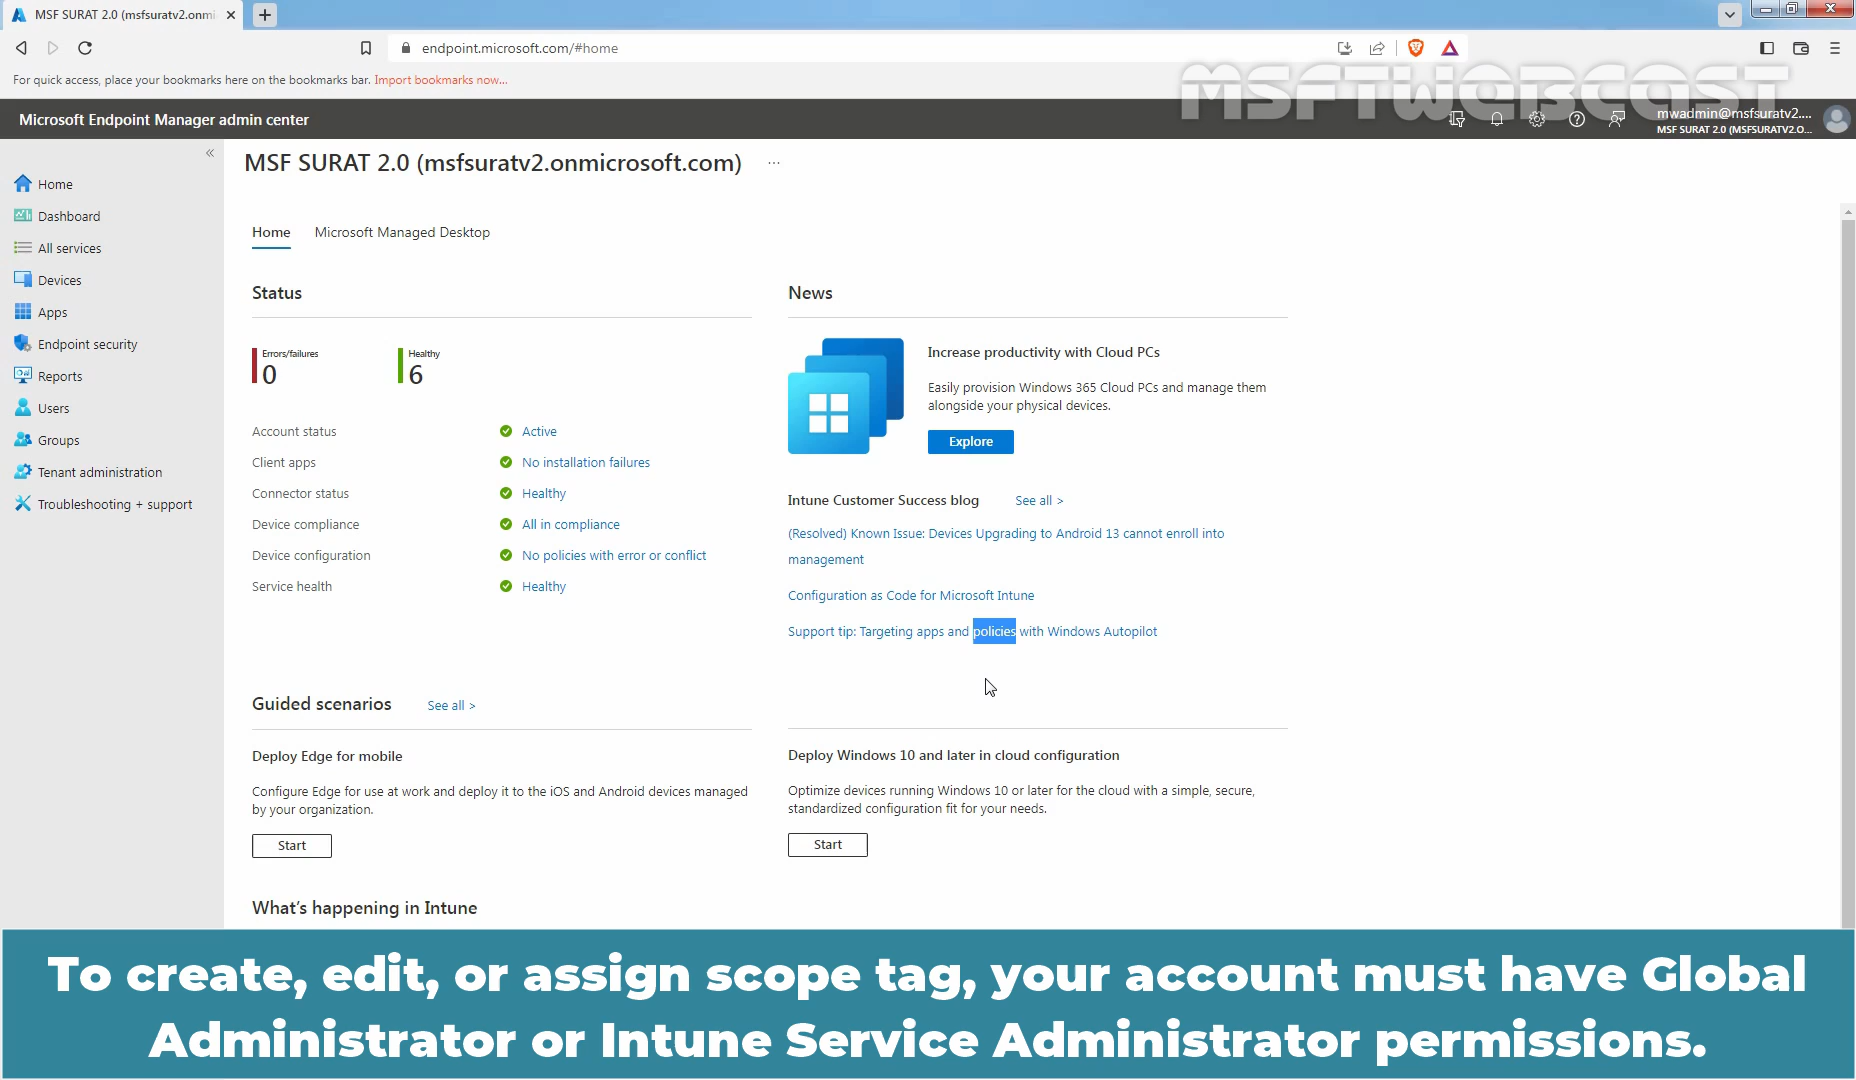 MSF SURAT 2.0 (msfsuratv2.onmi
endpoint.microsoft.com/#home
For quick access, place your bookmarks here on the bookmarks bar. Import bookmarks now...
MSFTWEBCAST
Microsoft Endpoint Manager admin center
mwadmin@msfsuratv2....
MSF SURAT 2.0 (MSFSURATV2.O...
«
MSF SURAT 2.0 (msfsuratv2.onmicrosoft.com) ...
Home
Dashboard
All services
Devices
Apps
Endpoint security
Reports
Users
Groups
Tenant administration
Troubleshooting + support
Home Microsoft Managed Desktop
Status
Errors/failures
0
Healthy
6
Account status Active
Client apps No installation failures
Connector status Healthy
Device compliance All in compliance
Device configuration No policies with error or conflict
Service health Healthy
News
Increase productivity with Cloud PCs
Easily provision Windows 365 Cloud PCs and manage them
alongside your physical devices.
Explore
Intune Customer Success blog See all >
(Resolved) Known Issue: Devices Upgrading to Android 13 cannot enroll into
management
Configuration as Code for Microsoft Intune
Support tip: Targeting apps and policies with Windows Autopilot
Guided scenarios See all >
Deploy Edge for mobile
Configure Edge for use at work and deploy it to the iOS and Android devices managed
by your organization.
Start
Deploy Windows 10 and later in cloud configuration
Optimize devices running Windows 10 or later for the cloud with a simple, secure,
standardized configuration fit for your needs.
Start
What's happening in Intune
To create, edit, or assign scope tag, your account must have Global
Administrator or Intune Service Administrator permissions.